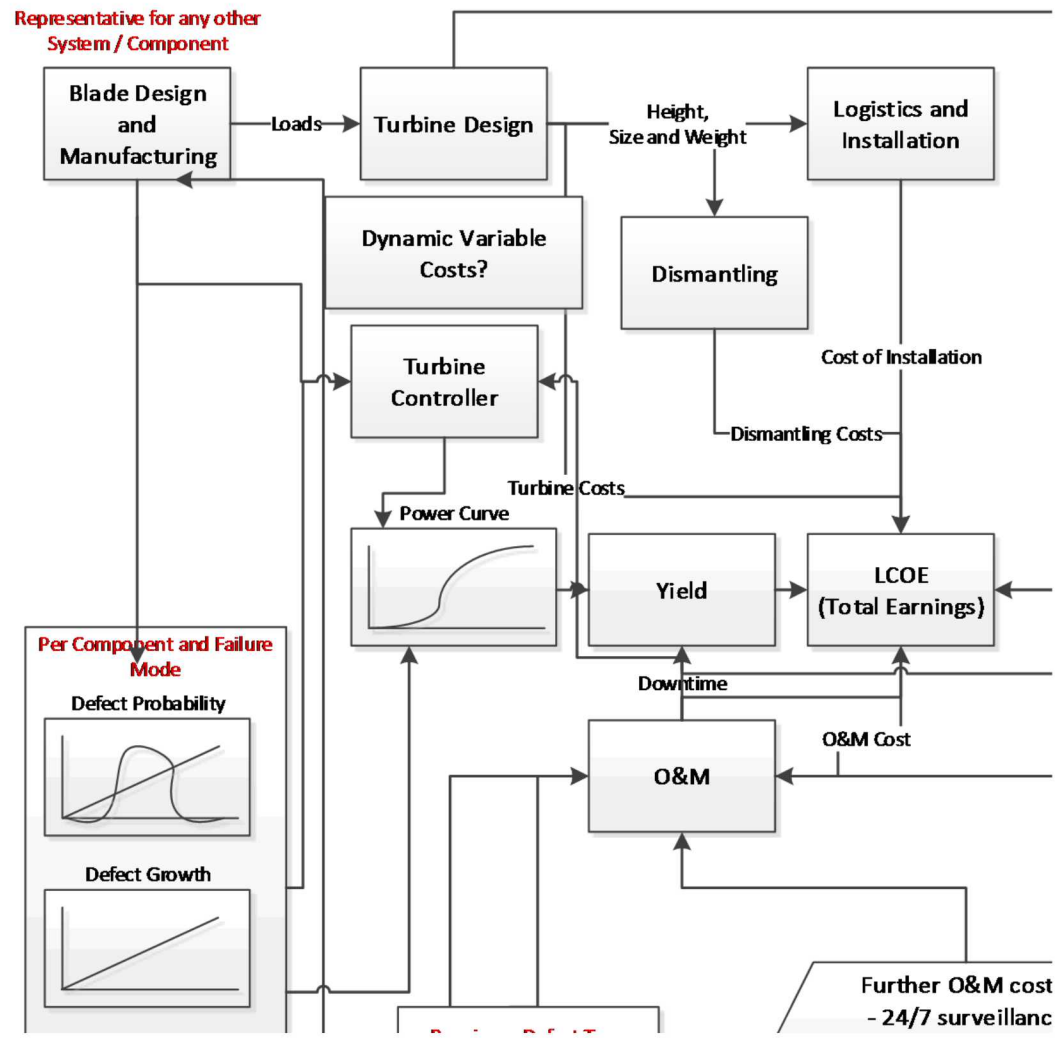 Representative for any other
System / Component
Blade Design
and
Manufacturing
Loads
Turbine Design
Height,
Size and Weight
Logistics and
Installation
Dynamic Variable
Costs?
Dismantling
Turbine
Controller
Cost of Installation
Dismantling Costs
Turbine Costs
Power Curve
Yield
LCOE
(Total Earnings)
Per Component and Failure
Mode
Downtime
Defect Probability
O&M Cost
O&M
Defect Growth
Further O&M cost
- 24/7 surveillanc